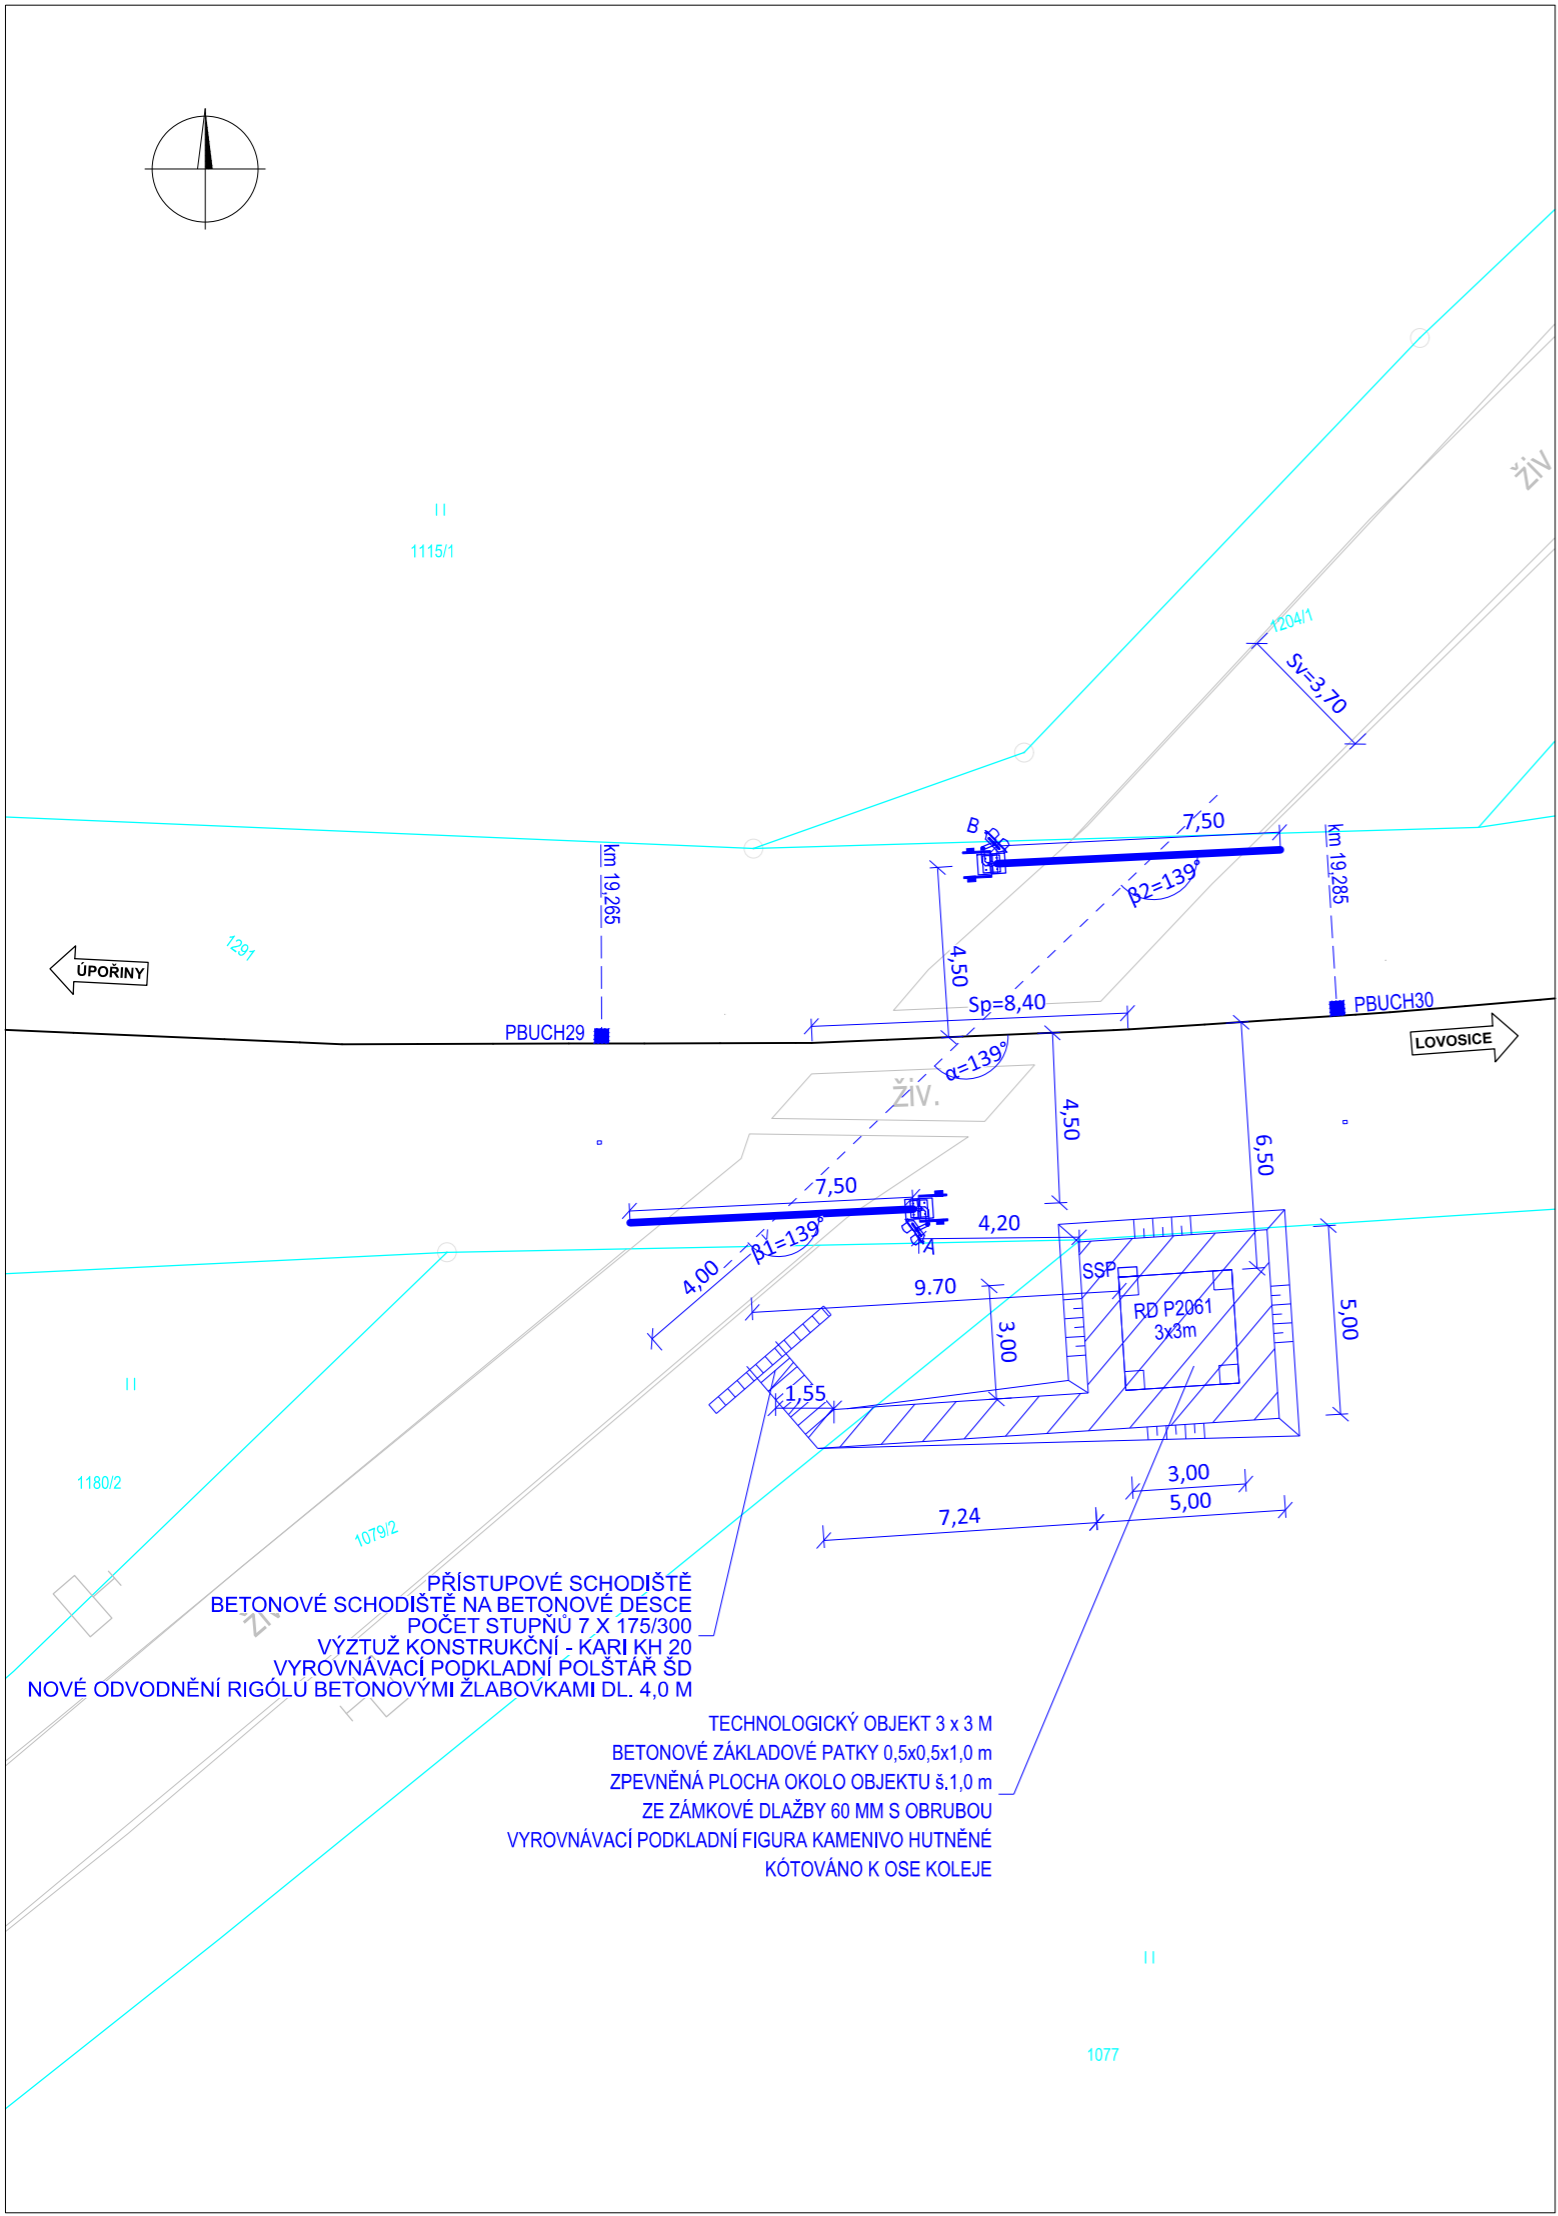 1115/1
živ
1204/1
Sv=3,70
B
7,50
km 19,265
km 19,285
β2=139°
1291
ÚPOŘINY
4,50
Sp=8,40
PBUCH29
PBUCH30
LOVOSICE
α=139°
živ.
4,50
6,50
7,50
4,20
β1=139°
A
4,00
9.70
SSP
RD P2061
3x3m
3,00
5,00
1,55
1180/2
3,00
5,00
7,24
1079/2
živ.
PŘÍSTUPOVÉ SCHODIŠTĚ
BETONOVÉ SCHODIŠTĚ NA BETONOVÉ DESCE
POČET STUPŇŮ 7 X 175/300
VÝZTUŽ KONSTRUKČNÍ - KARI KH 20
VYROVNÁVACÍ PODKLADNÍ POLŠTÁŘ ŠD
NOVÉ ODVODNĚNÍ RIGÓLU BETONOVÝMI ŽLABOVKAMI DL. 4,0 M
TECHNOLOGICKÝ OBJEKT 3 x 3 M
BETONOVÉ ZÁKLADOVÉ PATKY 0,5x0,5x1,0 m
ZPEVNĚNÁ PLOCHA OKOLO OBJEKTU š.1,0 m
ZE ZÁMKOVÉ DLAŽBY 60 MM S OBRUBOU
VYROVNÁVACÍ PODKLADNÍ FIGURA KAMENIVO HUTNĚNÉ
KÓTOVÁNO K OSE KOLEJE
1077